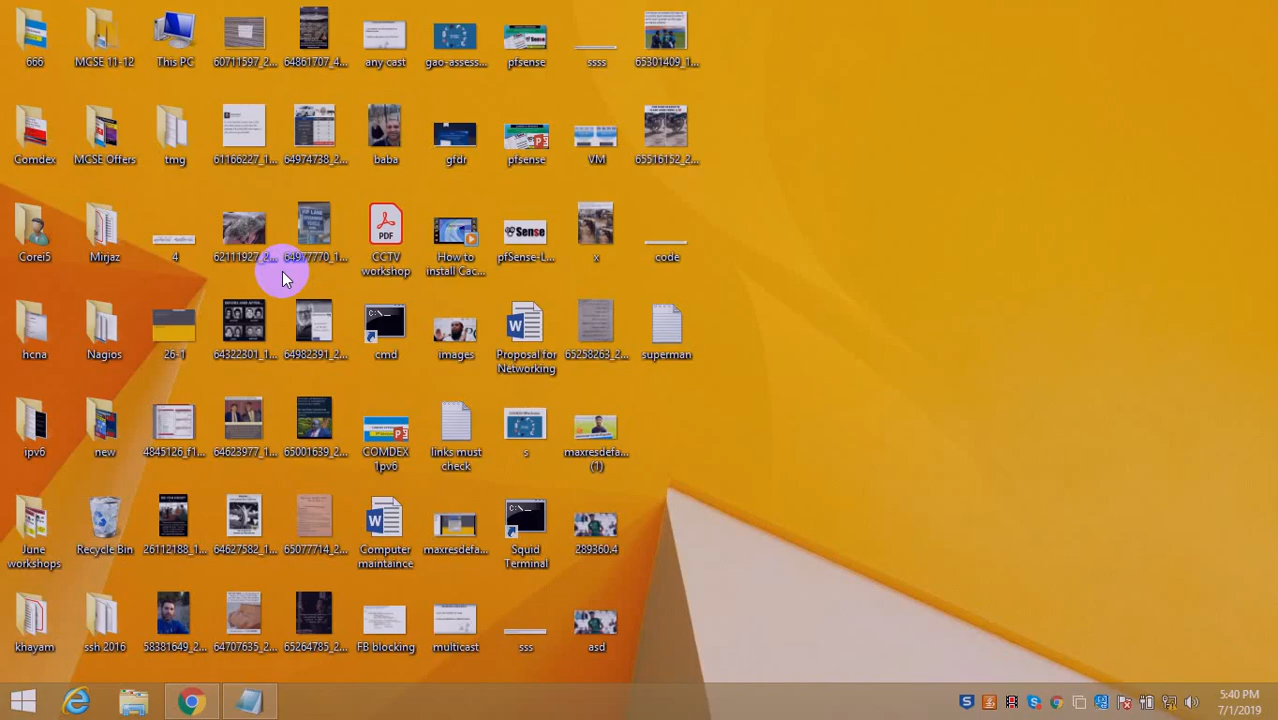 666
MCSE 11-12
This PC
60711597_2...
64861707_4...
any cast
gao-assess...
pfsense
ssss
65301409_1...
Comdex
MCSE Offers
tmg
61166227_1...
64974738_2...
baba
gfdr
pfsense
VM
65516152_2...
Corei5
Mirjaz
4
62111927_2...
64977770_1...
PDF
CCTV
workshop
How to
install Cac...
Sense
pfSense-L...
x
code
hcna
Nagios
26-1
64322301_1...
64982391_2...
C:\._
cmd
images
Proposal for
Networking
65258263_2...
superman
ipv6
new
4845126_f1...
64623977_1...
65001639_2...
COMDEX
1pv6
links must
check
s
maxresdefa...
(1)
June
workshops
Recycle Bin
26112188_1...
64627582_1...
65077714_2...
Computer
maintaince
maxresdefa...
C:\._
Squid
Terminal
289360.4
khayam
ssh 2016
58381649_2...
64707635_2...
65264785_2...
FB blocking
multicast
sss
asd
5:40 PM
7/1/2019